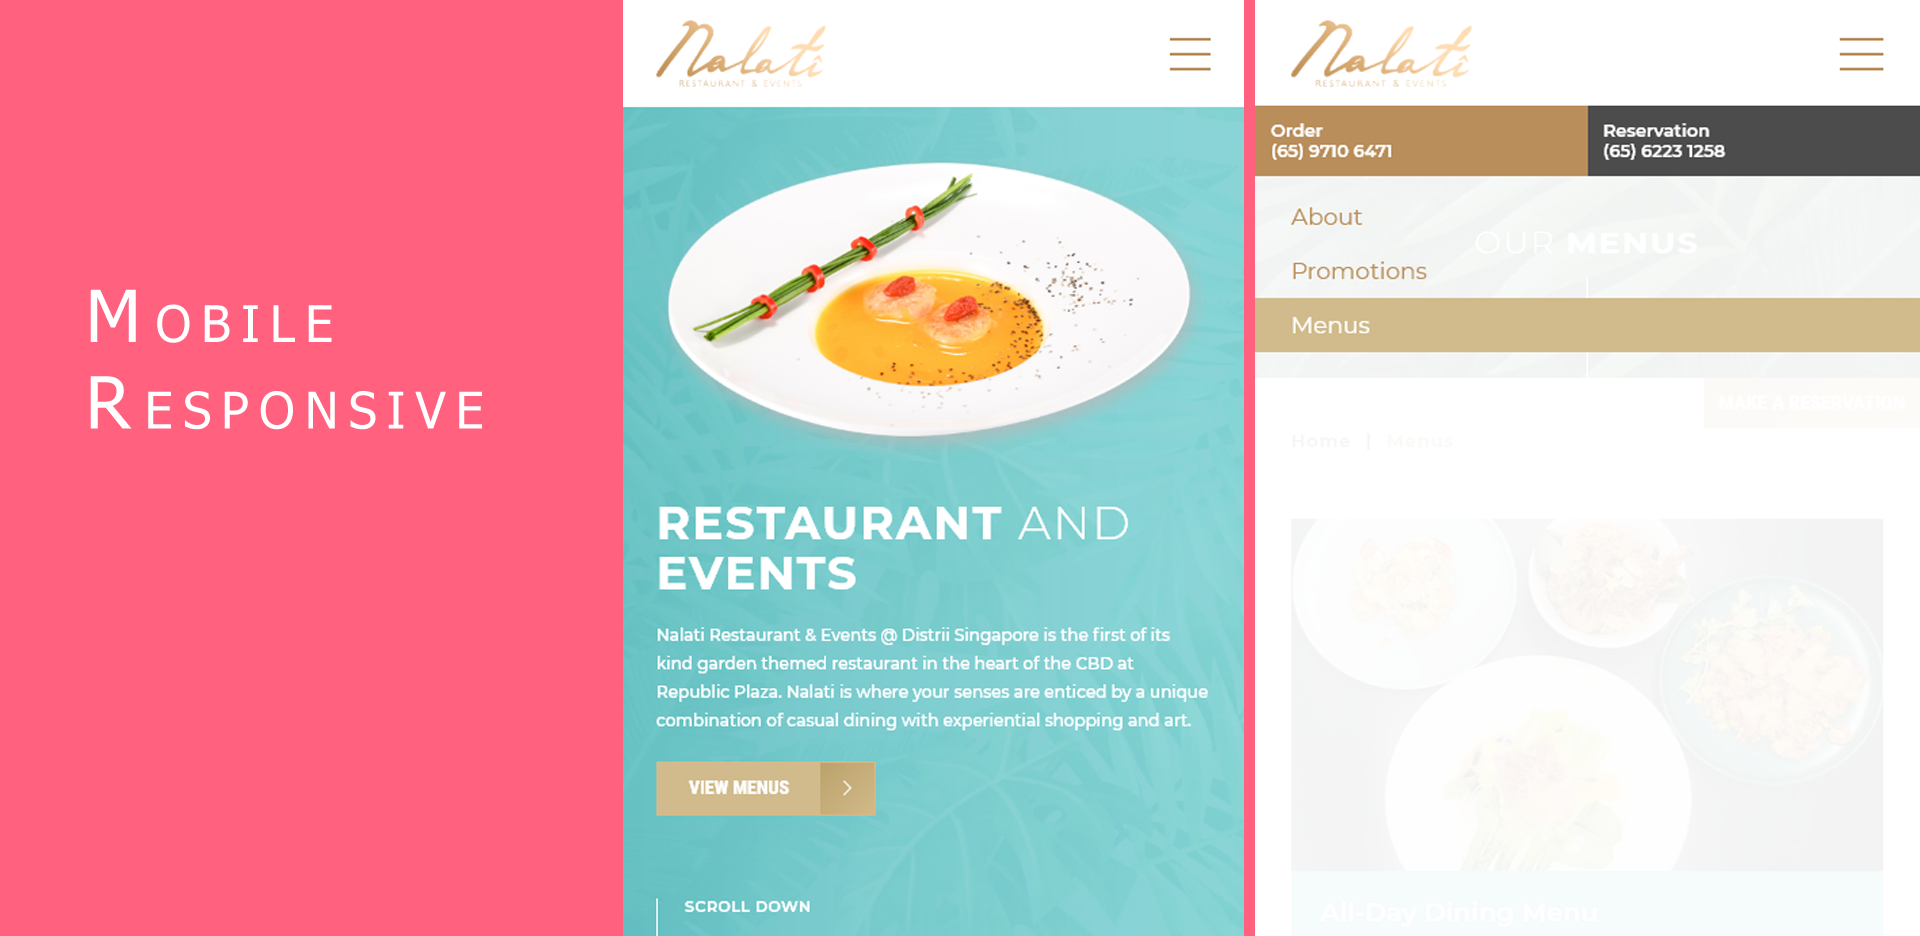 MOBILE
RESPONSIVE
Nalatî
RESTAURANT & EVENTS
RESTAURANT AND
EVENTS
Nalati Restaurant & Events @ Distrii Singapore is the first of its
kind garden themed restaurant in the heart of the CBD at
Republic Plaza. Nalati is where your senses are enticed by a unique
combination of casual dining with experiential shopping and art.
VIEW MENUS
SCROLL DOWN
Nalatî
RESTAURANT & EVENTS
Order
(65) 9710 6471
Reservation
(65) 6223 1258
About
OUR MENUS
Promotions
Menus
MAKE A RESERVATION
Home | Menus
All-Day Dining Menu